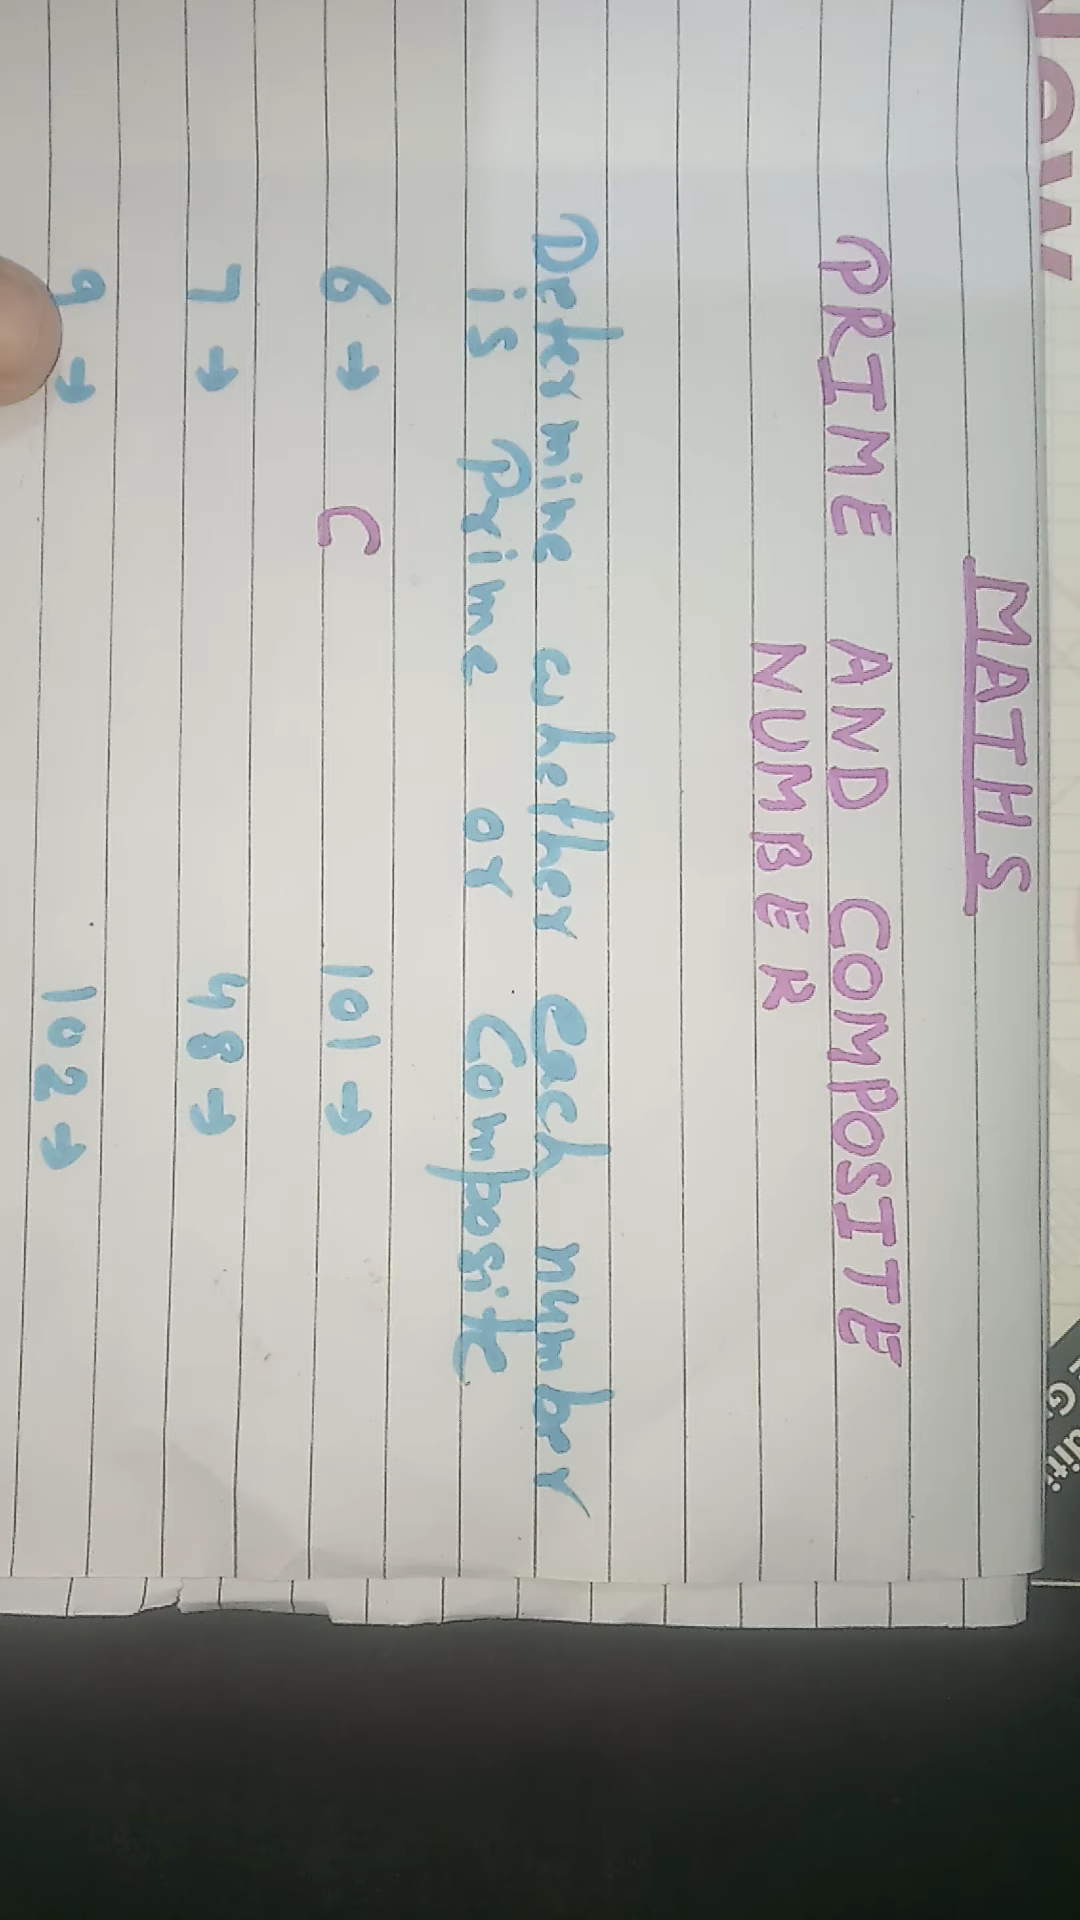 MATHS
PRIME AND COMPOSITE
NUMBER
Determine whether each number
is Prime or Composite
6 → C 101 →
7 → 48 →
9 → 102 →